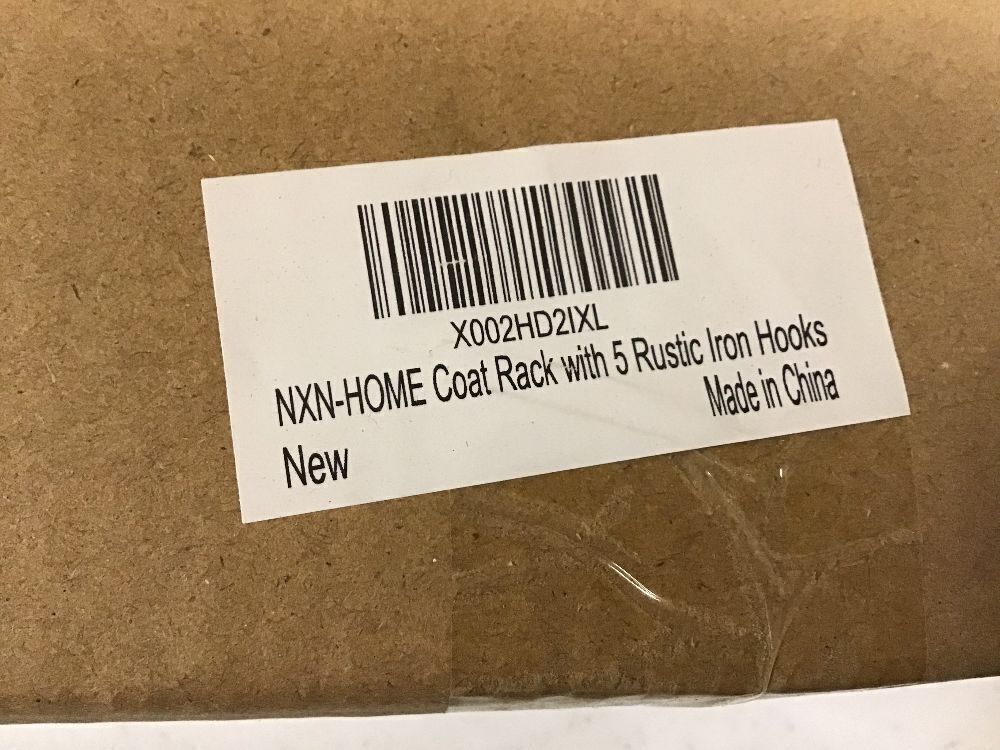 X002HD2IXL
NXN-HOME Coat Rack with 5 Rustic Iron Hooks
Made in China
New